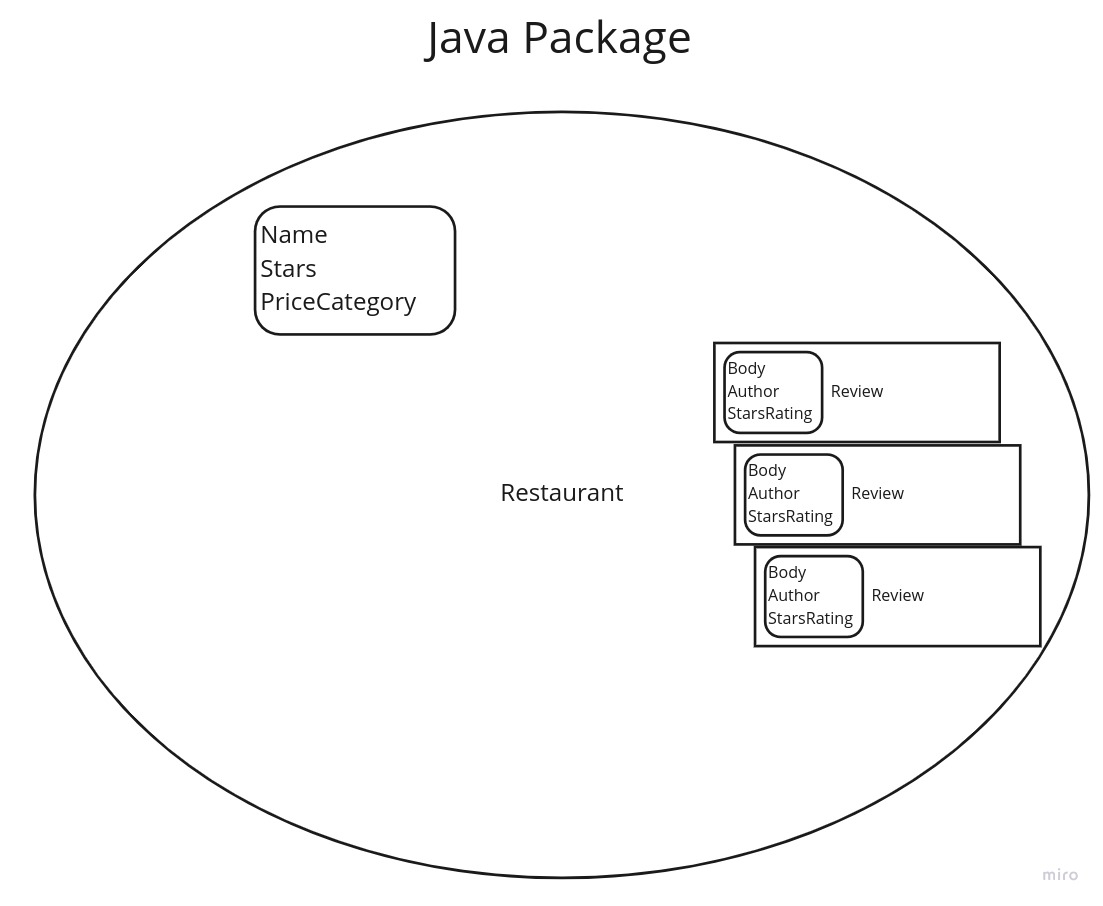 Java Package
Name
Stars
PriceCategory
Body
Author
StarsRating
Review
Body
Author
StarsRating
Review
Restaurant
Body
Author
StarsRating
Review
miro